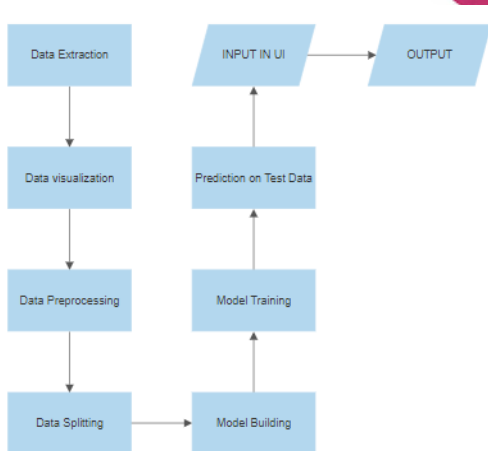 Data Extraction
Data visualization
Data Preprocessing
Data Splitting
Model Building
Model Training
Prediction on Test Data
INPUT IN UI
OUTPUT